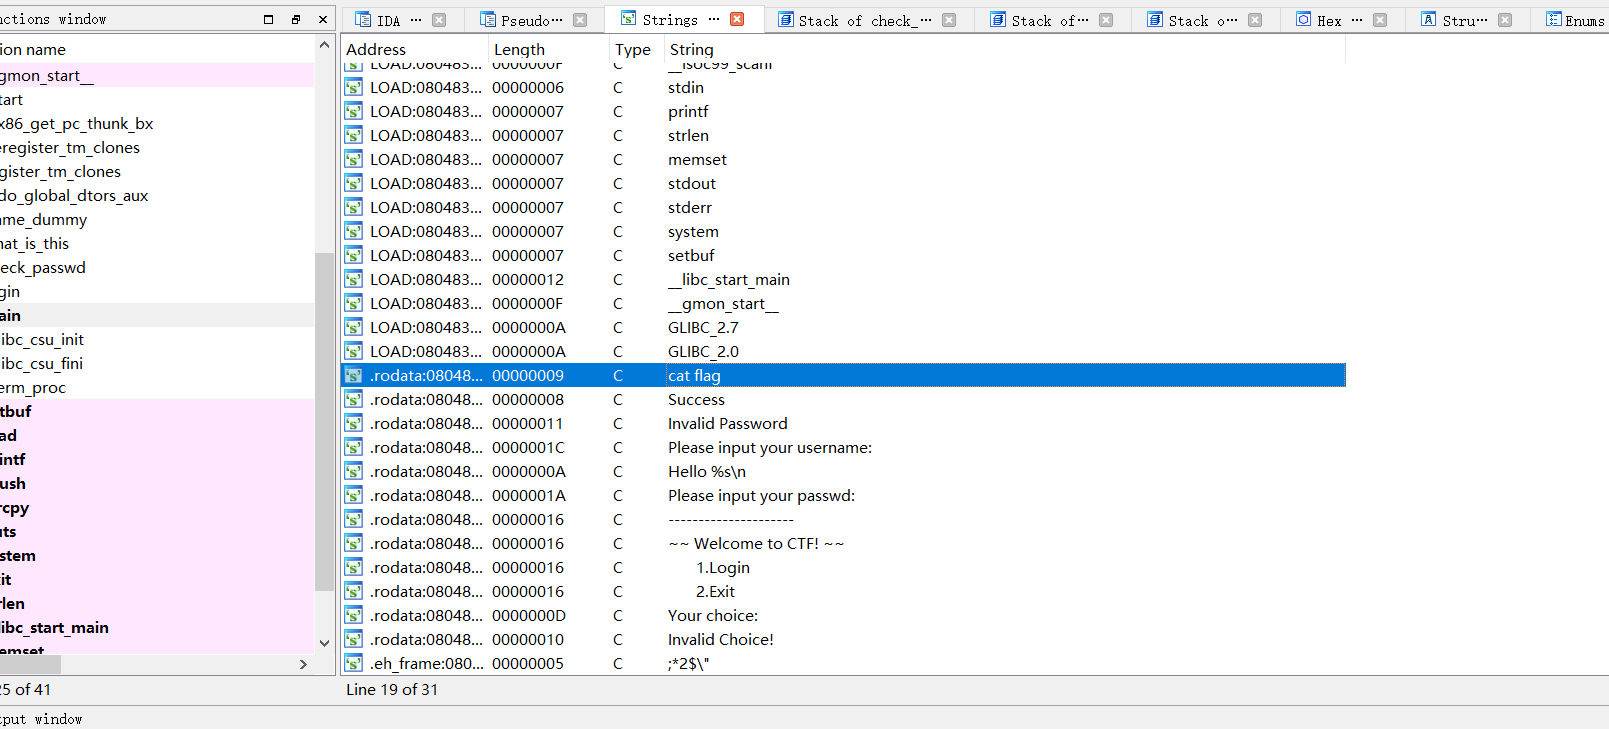 nctions window
IDA ...
Pseudo...
Strings ...
Stack of check_...
Stack of...
Stack o...
Hex ...
Stru...
Enums
ion name
Address Length Type String
gmon_start__
tart
x86_get_pc_thunk_bx
eregister_tm_clones
gister_tm_clones
do_global_dtors_aux
ame_dummy
hat_is_this
eck_passwd
gin
ain
libc_csu_init
libc_csu_fini
erm_proc
tbuf
ad
intf
ush
rcpy
uts
stem
it
rlen
libc_start_main
emset
25 of 41
LOAD:080483... 0000000F C __isoc99_scanf
LOAD:080483... 00000006 C stdin
LOAD:080483... 00000007 C printf
LOAD:080483... 00000007 C strlen
LOAD:080483... 00000007 C memset
LOAD:080483... 00000007 C stdout
LOAD:080483... 00000007 C stderr
LOAD:080483... 00000007 C system
LOAD:080483... 00000007 C setbuf
LOAD:080483... 00000012 C __libc_start_main
LOAD:080483... 0000000F C __gmon_start__
LOAD:080483... 0000000A C GLIBC_2.7
LOAD:080483... 0000000A C GLIBC_2.0
.rodata:08048... 00000009 C cat flag
.rodata:08048... 00000008 C Success
.rodata:08048... 00000011 C Invalid Password
.rodata:08048... 0000001C C Please input your username:
.rodata:08048... 0000000A C Hello %s\n
.rodata:08048... 0000001A C Please input your passwd:
.rodata:08048... 00000016 C ---------------------
.rodata:08048... 00000016 C ~~ Welcome to CTF! ~~
.rodata:08048... 00000016 C 1.Login
.rodata:08048... 00000016 C 2.Exit
.rodata:08048... 0000000D C Your choice:
.rodata:08048... 00000010 C Invalid Choice!
.eh_frame:080... 00000005 C ;*2$\"
Line 19 of 31
tput window